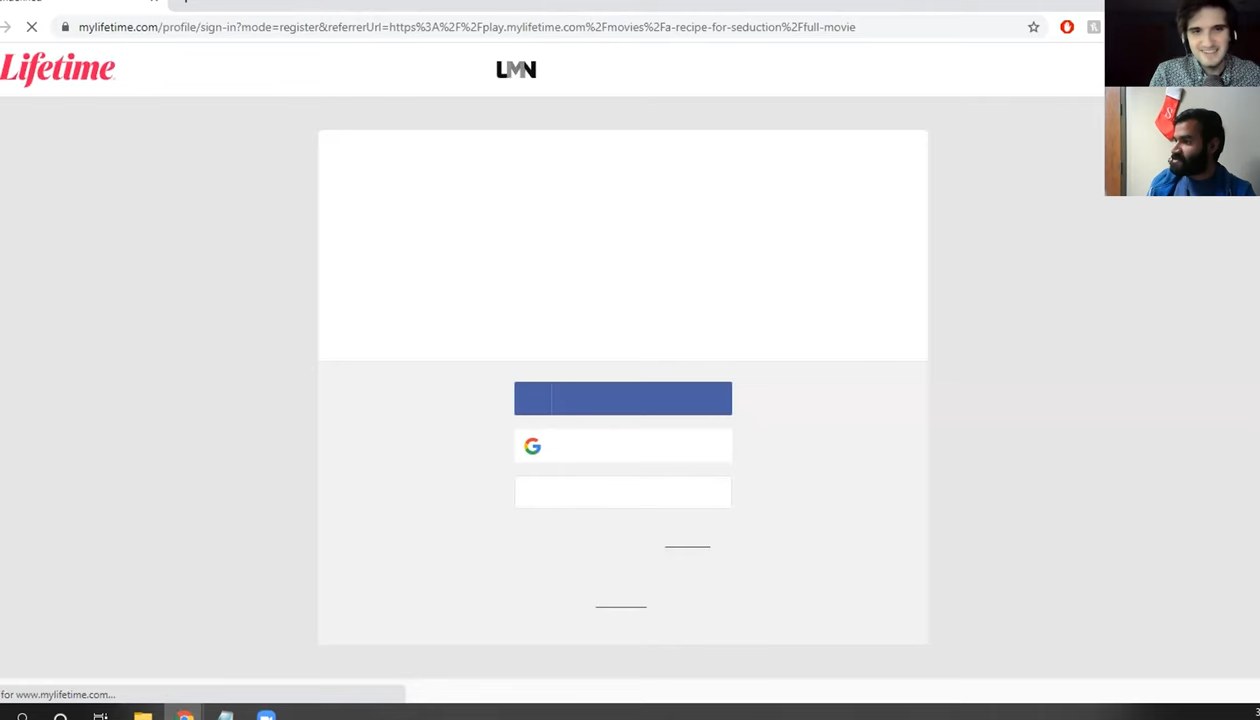 mylifetime.com/profile/sign-in?mode=register&referrerUrl=https%3A%2F%2Fplay.mylifetime.com%2Fmovies%2Fa-recipe-for-seduction%2Ffull-movie
Lifetime
LMN
S
for www.mylifetime.com...